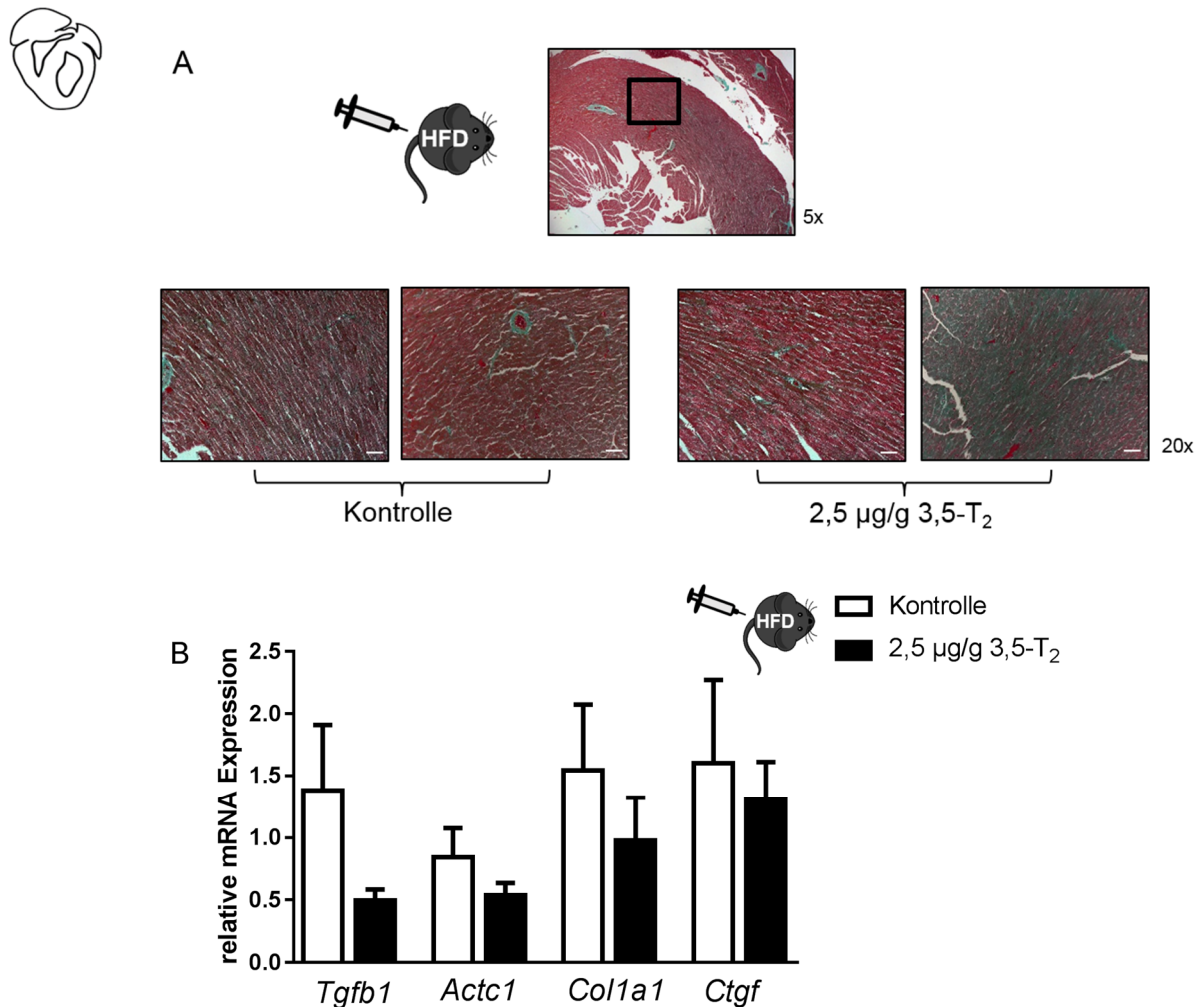 A
HFD
5x
20x
Kontrolle
2,5 µg/g 3,5-T₂
HFD
Kontrolle
2,5 µg/g 3,5-T₂
B
relative mRNA Expression
2.5
2.0
1.5
1.0
0.5
0.0
Tgfb1 Actc1 Col1a1 Ctgf